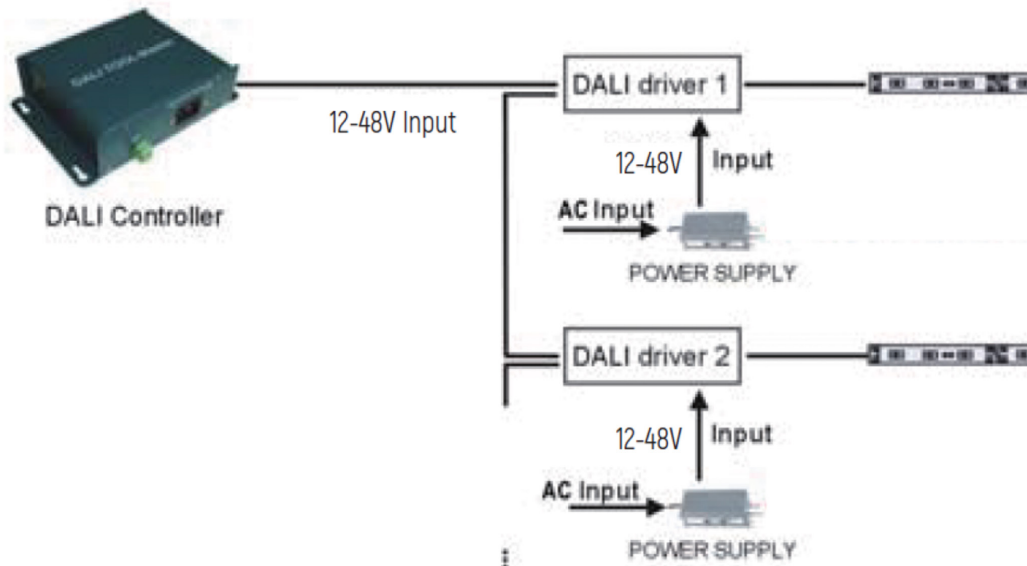 DALI driver 1
12-48V Input
12-48V Input
DALI Controller
AC Input
POWER SUPPLY
DALI driver 2
12-48V Input
AC Input
POWER SUPPLY